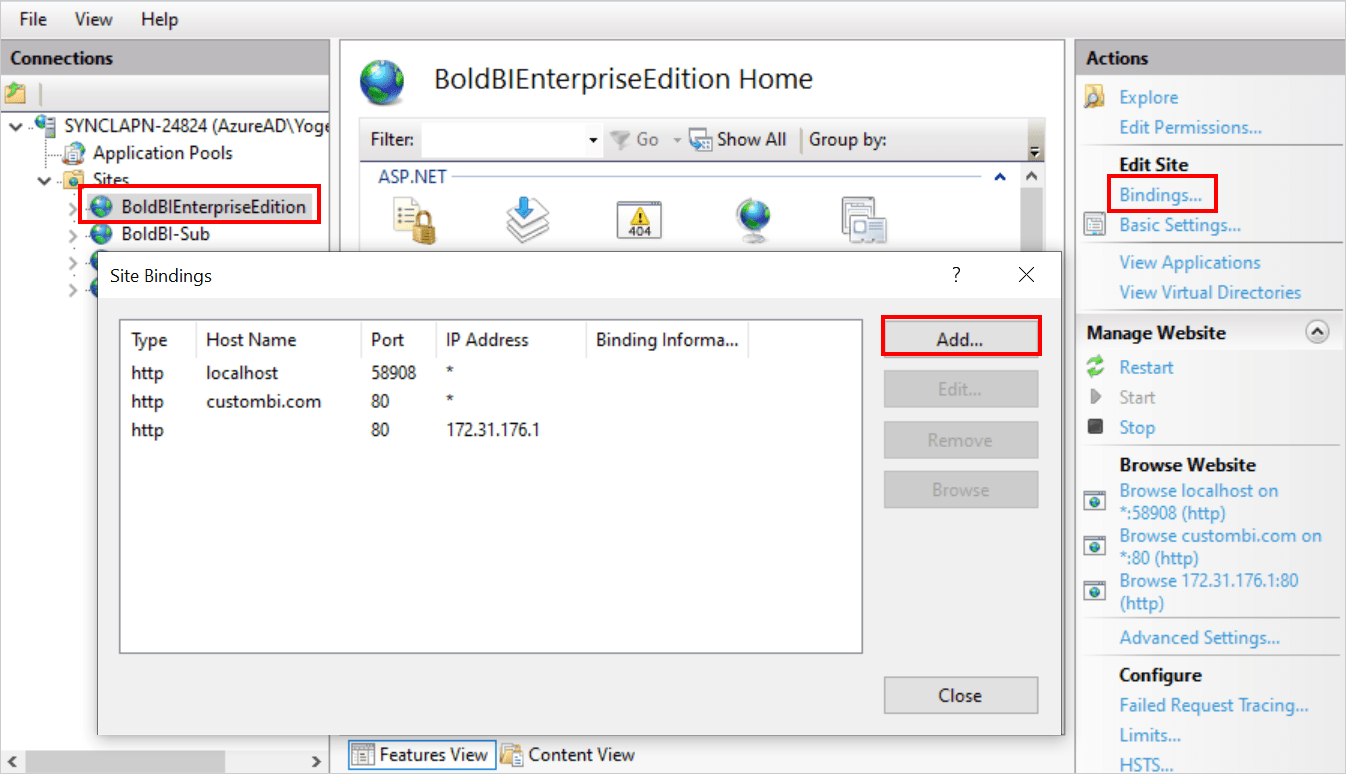 File View Help
Connections
SYNCLAPN-24824 (AzureAD\Yoge
Application Pools
Sites
BoldBIEnterpriseEdition
BoldBI-Sub
BoldBIEnterpriseEdition Home
Filter: Go Show All Group by:
ASP.NET
404
Site Bindings
?
Type Host Name Port IP Address Binding Informa...
http localhost 58908 *
http custombi.com 80 *
http 80 172.31.176.1
Add...
Edit...
Remove
Browse
Close
Features View Content View
Actions
Explore
Edit Permissions...
Edit Site
Bindings...
Basic Settings...
View Applications
View Virtual Directories
Manage Website
Restart
Start
Stop
Browse Website
Browse localhost on
*:58908 (http)
Browse custombi.com on
*:80 (http)
Browse 172.31.176.1:80
(http)
Advanced Settings...
Configure
Failed Request Tracing...
Limits...
HSTS...